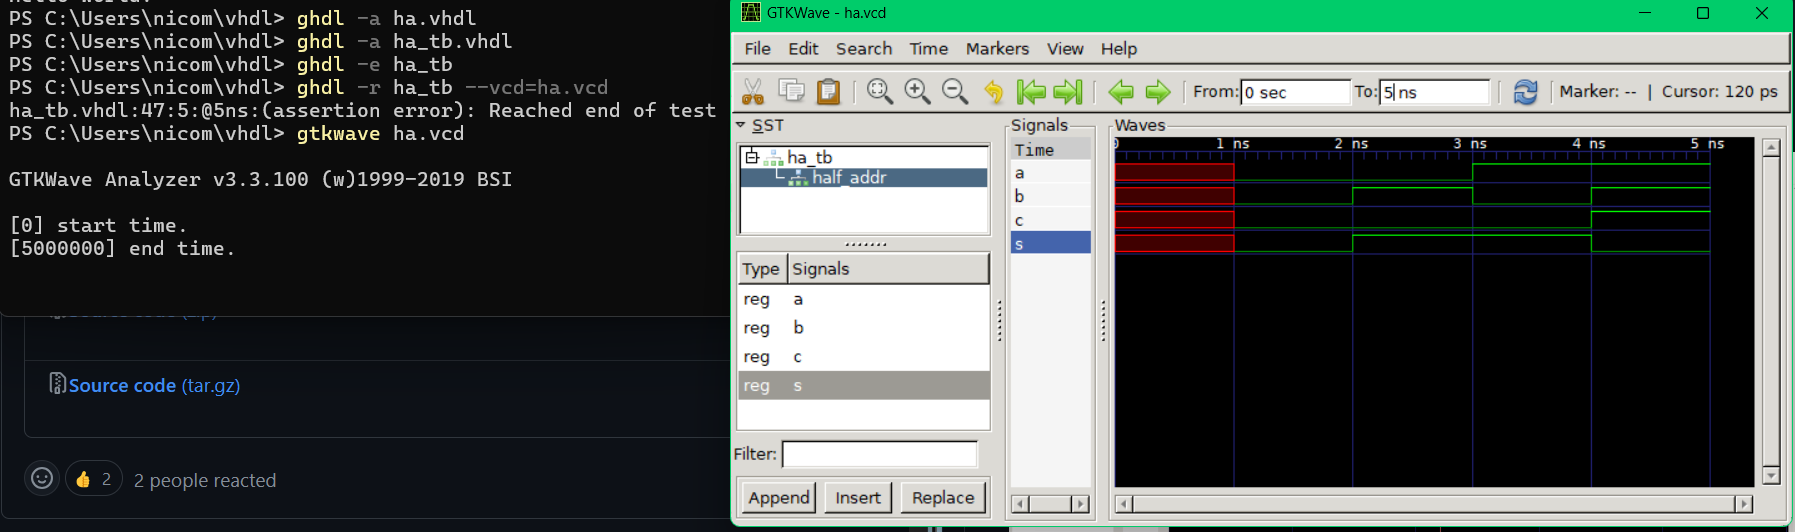 PS C:\Users\nicom\vhdl> ghdl -a ha.vhdl
PS C:\Users\nicom\vhdl> ghdl -a ha_tb.vhdl
PS C:\Users\nicom\vhdl> ghdl -e ha_tb
PS C:\Users\nicom\vhdl> ghdl -r ha_tb --vcd=ha.vcd
ha_tb.vhdl:47:5:@5ns:(assertion error): Reached end of test
PS C:\Users\nicom\vhdl> gtkwave ha.vcd
GTKWave Analyzer v3.3.100 (w)1999-2019 BSI
[0] start time.
[5000000] end time.
Source code (tar.gz)
2
2 people reacted
GTKWave - ha.vcd
File Edit Search Time Markers View Help
From: 0 sec To: 5 ns Marker: -- | Cursor: 120 ps
SST
ha_tb
half_addr
Type Signals
reg a
reg b
reg c
reg s
Filter:
Append Insert Replace
Signals
Time
a
b
c
s
Waves
0 1 ns 2 ns 3 ns 4 ns 5 ns